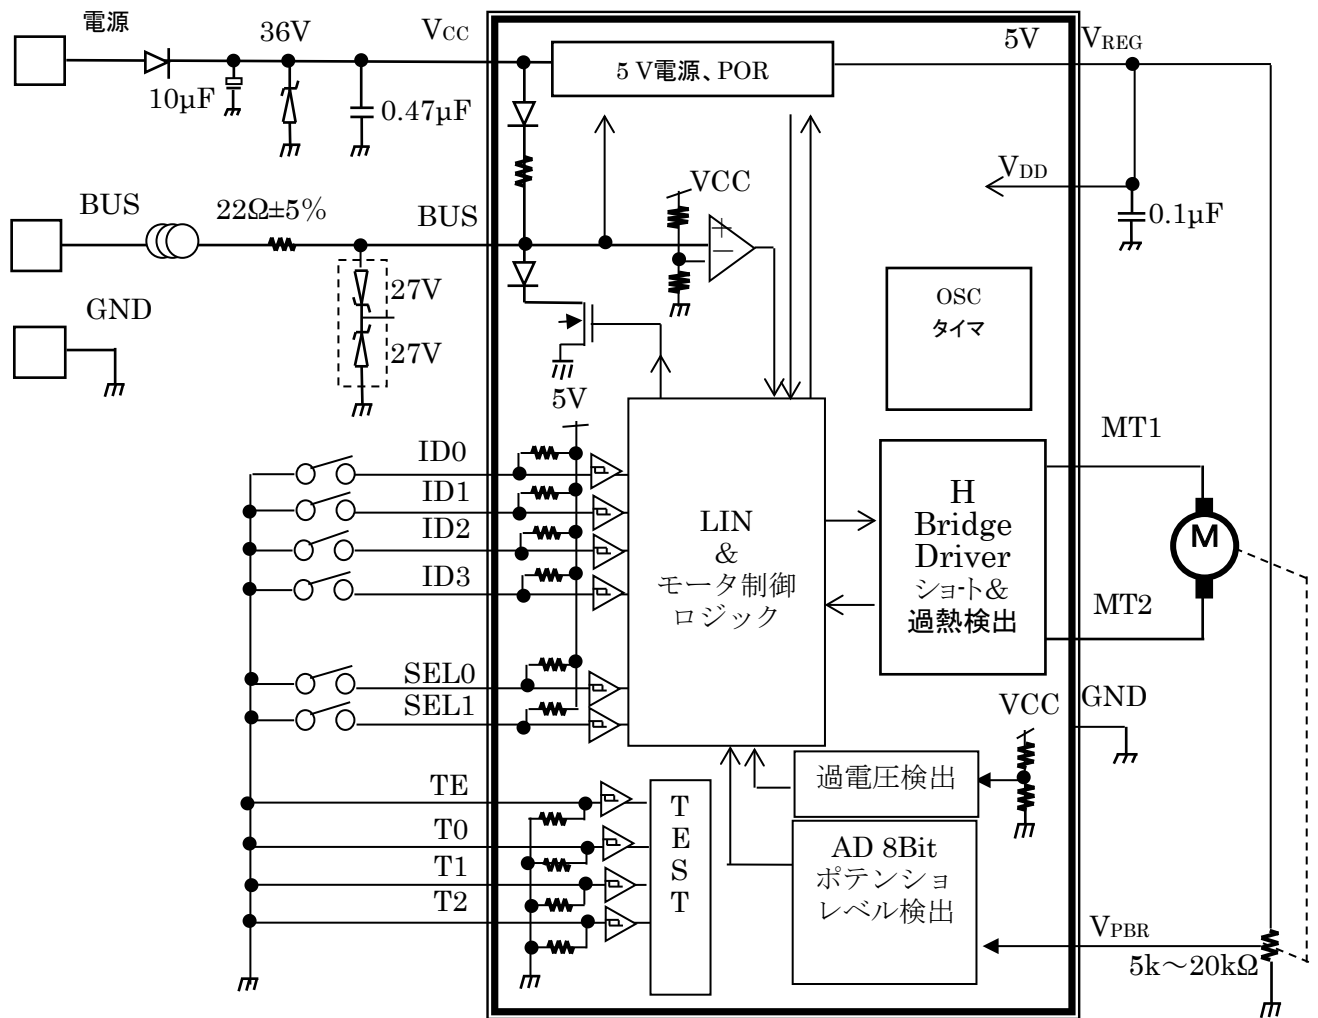 電源
36V
VCC
5V
VREG
5 V電源、POR
10µF
0.47µF
VDD
VCC
BUS
22Ω±5%
BUS
0.1µF
27V
GND
27V
OSC
タイマ
5V
MT1
ID0
ID1
ID2
ID3
LIN
&
モータ制御
ロジック
H
Bridge
Driver
ショート&
過熱検出
M
MT2
SEL0
SEL1
VCC
GND
過電圧検出
TE
T0
T1
T2
T
E
S
T
AD 8Bit
ポテンショ
レベル検出
VPBR
5k～20kΩ